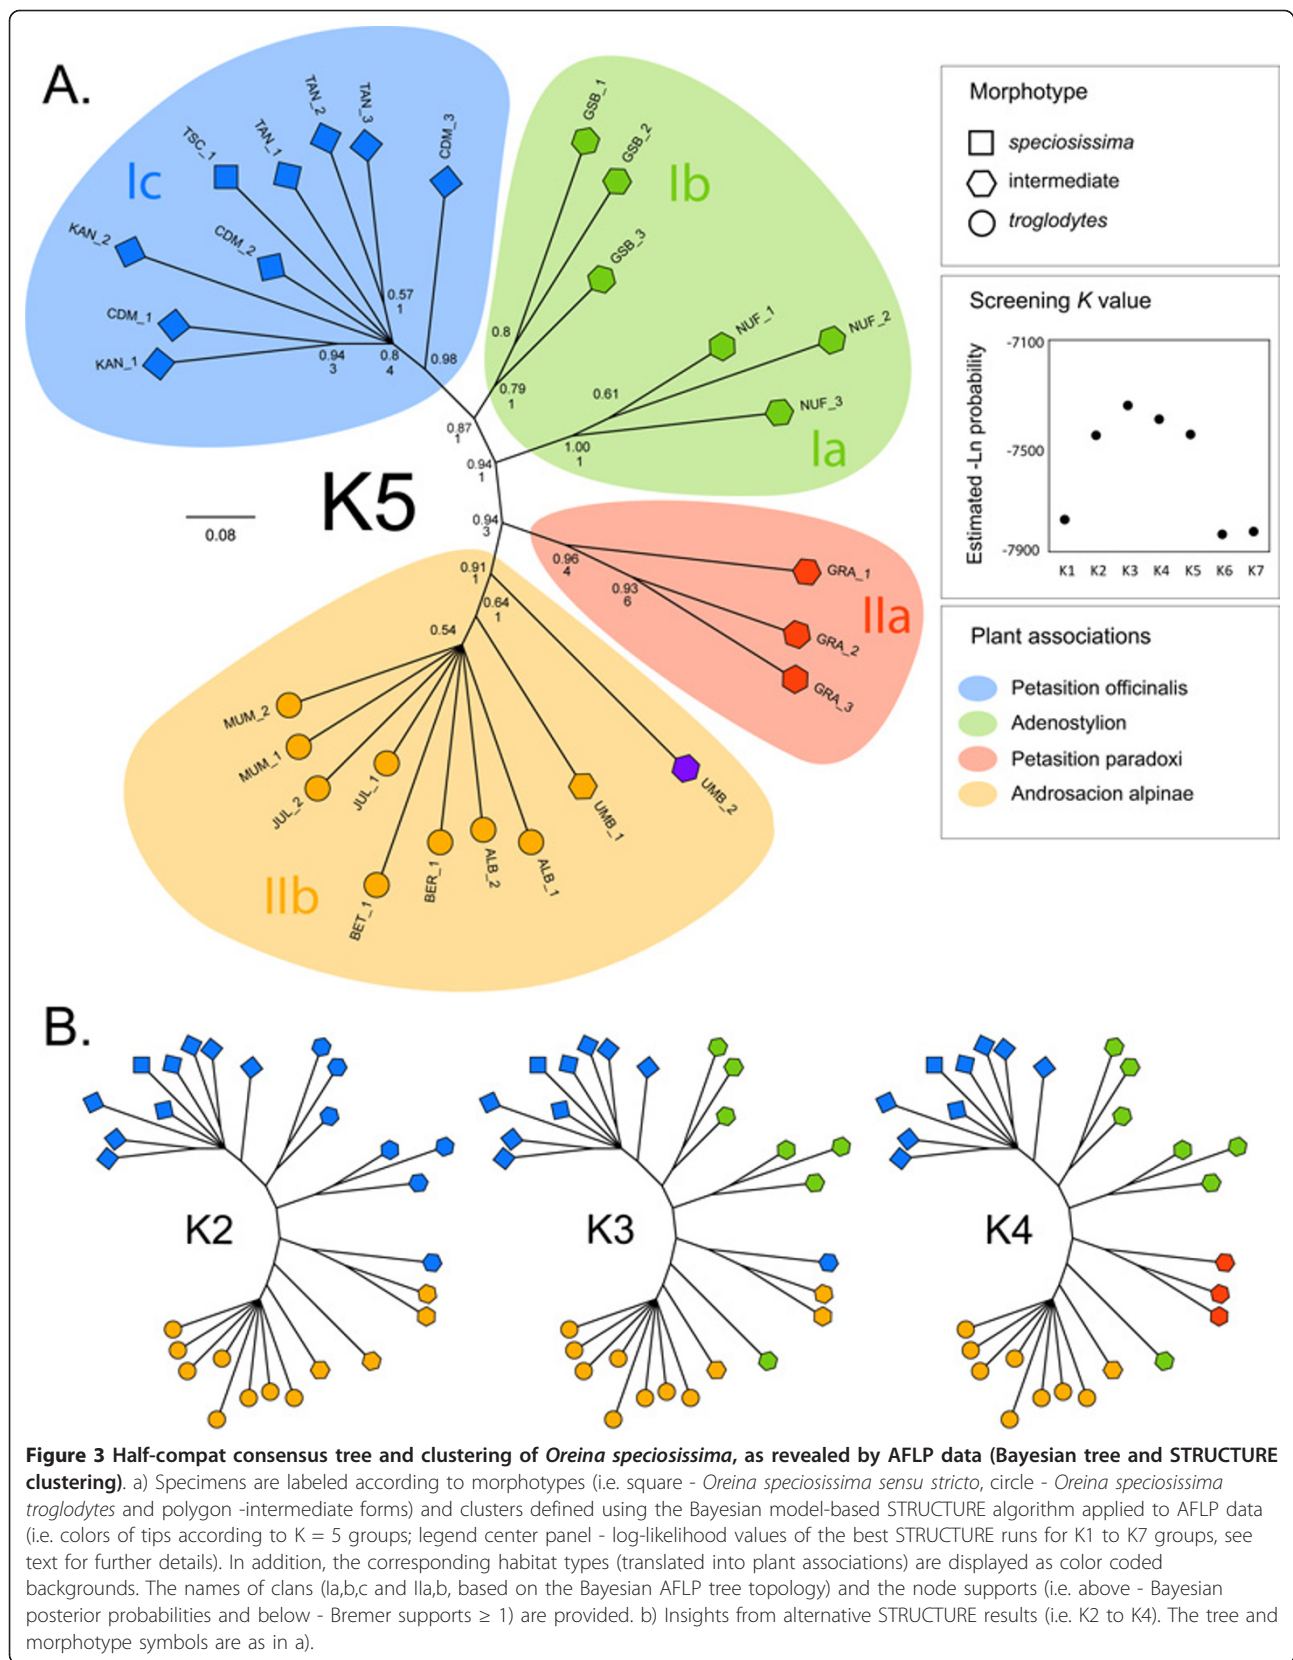 A.
Ic
TSC_1
TAN_1
TAN_2
TAN_3
CDM_3
KAN_2
CDM_2
CDM_1
KAN_1
0.57
1
0.94
3
0.8
4
0.98
Ib
GSB_1
GSB_2
GSB_3
0.8
0.79
1
NUF_1
NUF_2
NUF_3
0.61
1.00
1
Ia
0.87
1
0.94
1
0.94
3
K5
0.08
0.96
4
0.93
6
GRA_1
GRA_2
GRA_3
IIa
0.91
1
0.64
1
0.54
MUM_2
MUM_1
JUL_2
JUL_1
BET_1
BER_1
ALB_2
ALB_1
UMB_1
UMB_2
IIb
Morphotype
speciosissima
intermediate
troglodytes
Screening K value
Estimated -Ln probability
-7100
-7500
-7900
K1 K2 K3 K4 K5 K6 K7
Plant associations
Petasition officinalis
Adenostylion
Petasition paradoxi
Androsacion alpinae
B.
K2
K3
K4
Figure 3 Half-compat consensus tree and clustering of Oreina speciosissima, as revealed by AFLP data (Bayesian tree and STRUCTURE
clustering). a) Specimens are labeled according to morphotypes (i.e. square - Oreina speciosissima sensu stricto, circle - Oreina speciosissima
troglodytes and polygon -intermediate forms) and clusters defined using the Bayesian model-based STRUCTURE algorithm applied to AFLP data
(i.e. colors of tips according to K = 5 groups; legend center panel - log-likelihood values of the best STRUCTURE runs for K1 to K7 groups, see
text for further details). In addition, the corresponding habitat types (translated into plant associations) are displayed as color coded
backgrounds. The names of clans (Ia,b,c and IIa,b, based on the Bayesian AFLP tree topology) and the node supports (i.e. above - Bayesian
posterior probabilities and below - Bremer supports ≥ 1) are provided. b) Insights from alternative STRUCTURE results (i.e. K2 to K4). The tree and
morphotype symbols are as in a).